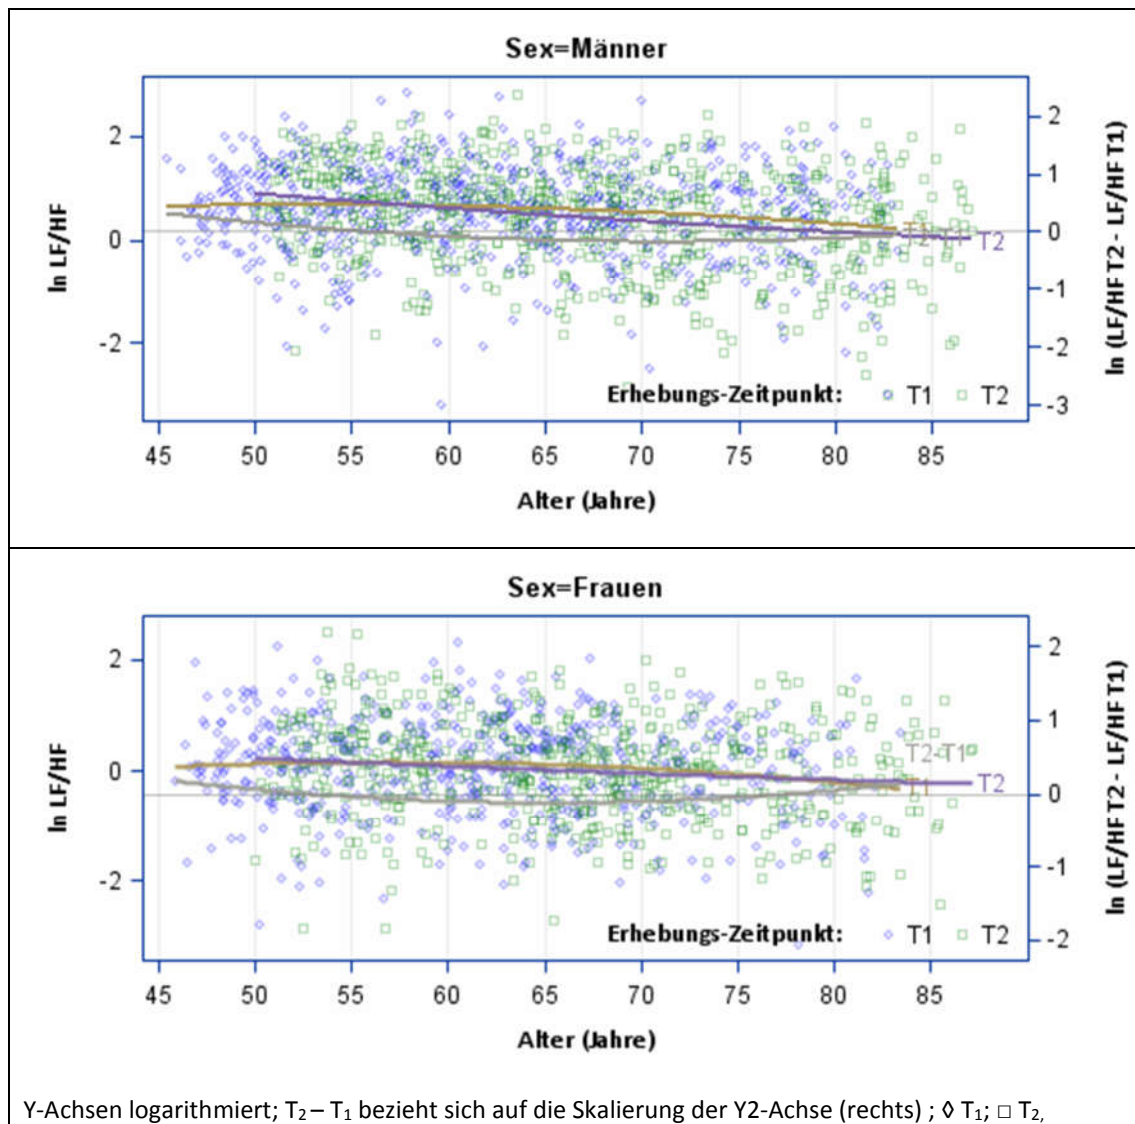 Sex=Männer
2
0
-2
ln LF/HF
2
1
0
-1
-2
-3
ln (LF/HF T2 - LF/HF T1)
T2
Erhebungs-Zeitpunkt: T1 T2
45 50 55 60 65 70 75 80 85
Alter (Jahre)
Sex=Frauen
2
0
-2
ln LF/HF
2
1
0
-1
-2
ln (LF/HF T2 - LF/HF T1)
T2-T1
T1
T2
Erhebungs-Zeitpunkt: T1 T2
45 50 55 60 65 70 75 80 85
Alter (Jahre)
Y-Achsen logarithmiert; T₂ – T₁ bezieht sich auf die Skalierung der Y2-Achse (rechts) ; ◊ T₁; □ T₂,